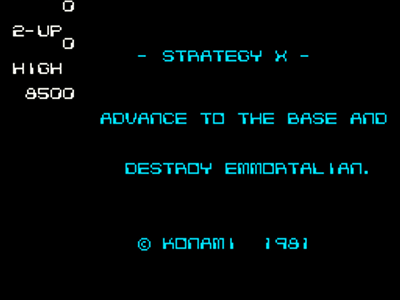 0
2-UP
0
HIGH
8500
- STRATEGY X -
ADVANCE TO THE BASE AND
DESTROY EMMORTALIAN.
© KONAMI 1981